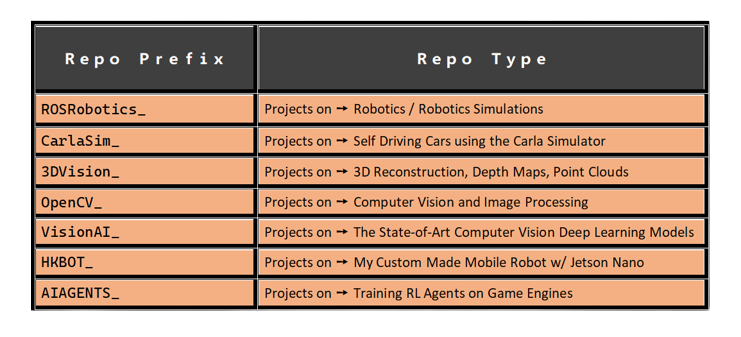 Repo Prefix Repo Type
ROSRobotics_ Projects on → Robotics / Robotics Simulations
CarlaSim_ Projects on → Self Driving Cars using the Carla Simulator
3DVision_ Projects on → 3D Reconstruction, Depth Maps, Point Clouds
OpenCV_ Projects on → Computer Vision and Image Processing
VisionAI_ Projects on → The State-of-Art Computer Vision Deep Learning Models
HKBOT_ Projects on → My Custom Made Mobile Robot w/ Jetson Nano
AIAGENTS_ Projects on → Training RL Agents on Game Engines